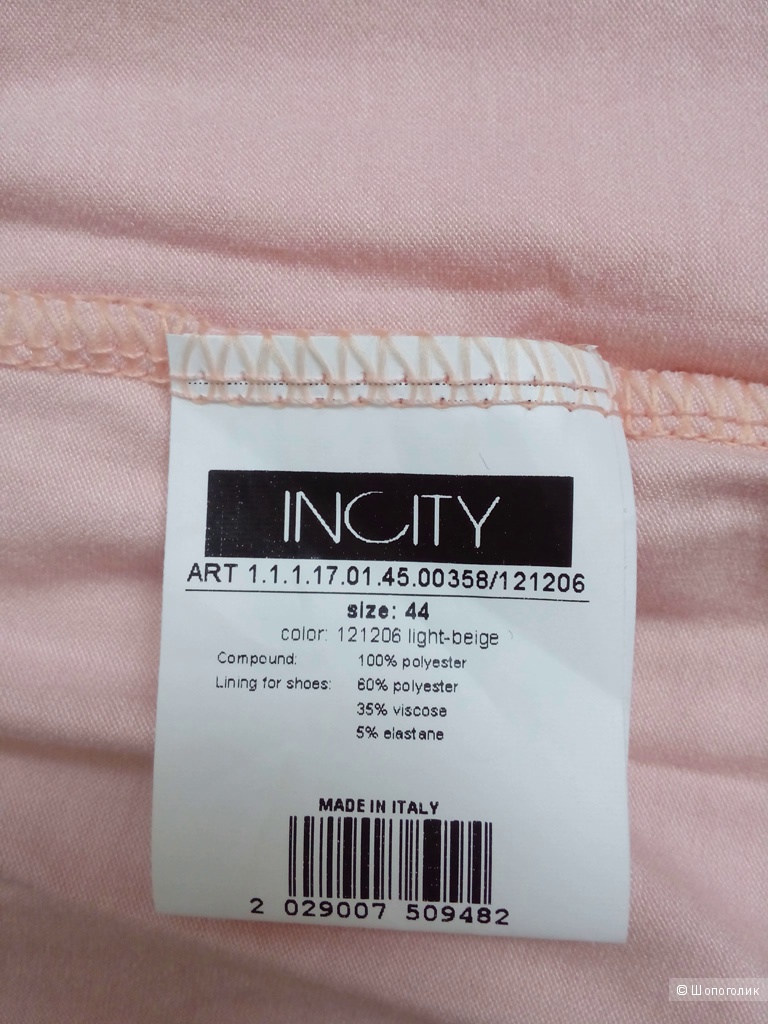 INCITY
ART 1.1.1.17.01.45.00358/121206
size: 44
color: 121206 light-beige
Compound: 100% polyester
Lining for shoes: 60% polyester
35% viscose
5% elastane
MADE IN ITALY
2 029007 509482
© Шопоголик